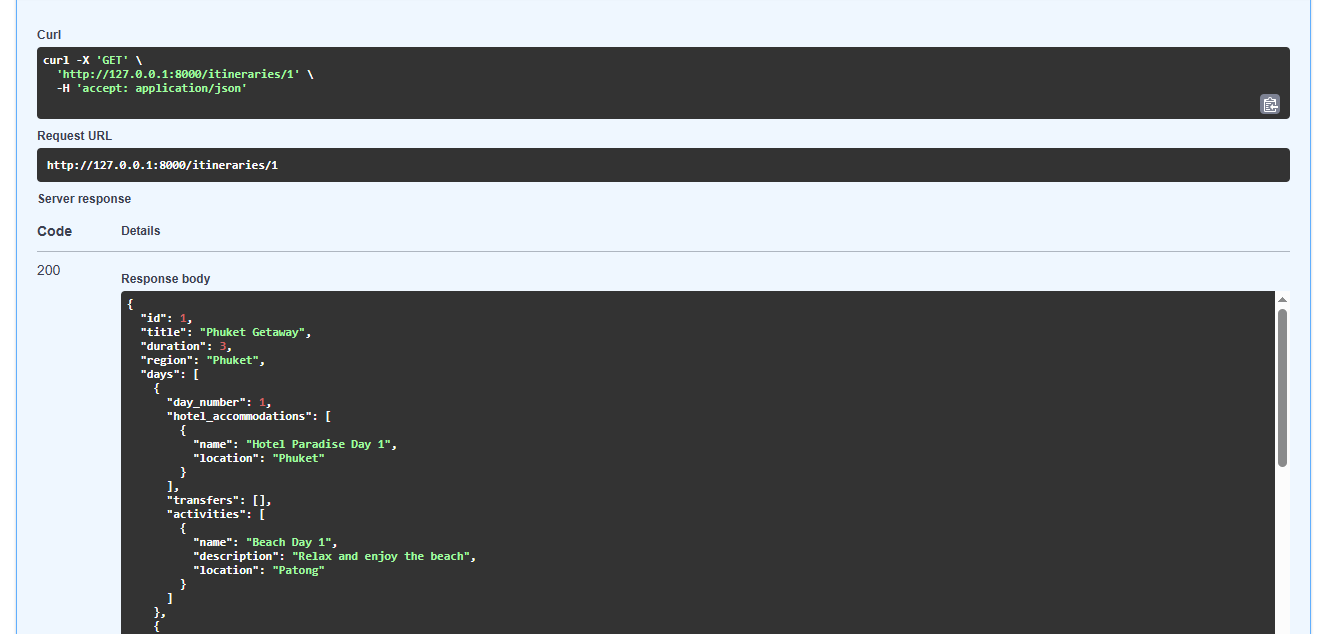 Curl
curl -X 'GET' \
  'http://127.0.0.1:8000/itineraries/1' \
  -H 'accept: application/json'
Request URL
http://127.0.0.1:8000/itineraries/1
Server response
Code Details
200
Response body
{
  "id": 1,
  "title": "Phuket Getaway",
  "duration": 3,
  "region": "Phuket",
  "days": [
    {
      "day_number": 1,
      "hotel_accommodations": [
        {
          "name": "Hotel Paradise Day 1",
          "location": "Phuket"
        }
      ],
      "transfers": [],
      "activities": [
        {
          "name": "Beach Day 1",
          "description": "Relax and enjoy the beach",
          "location": "Patong"
        }
      ]
    },
    {